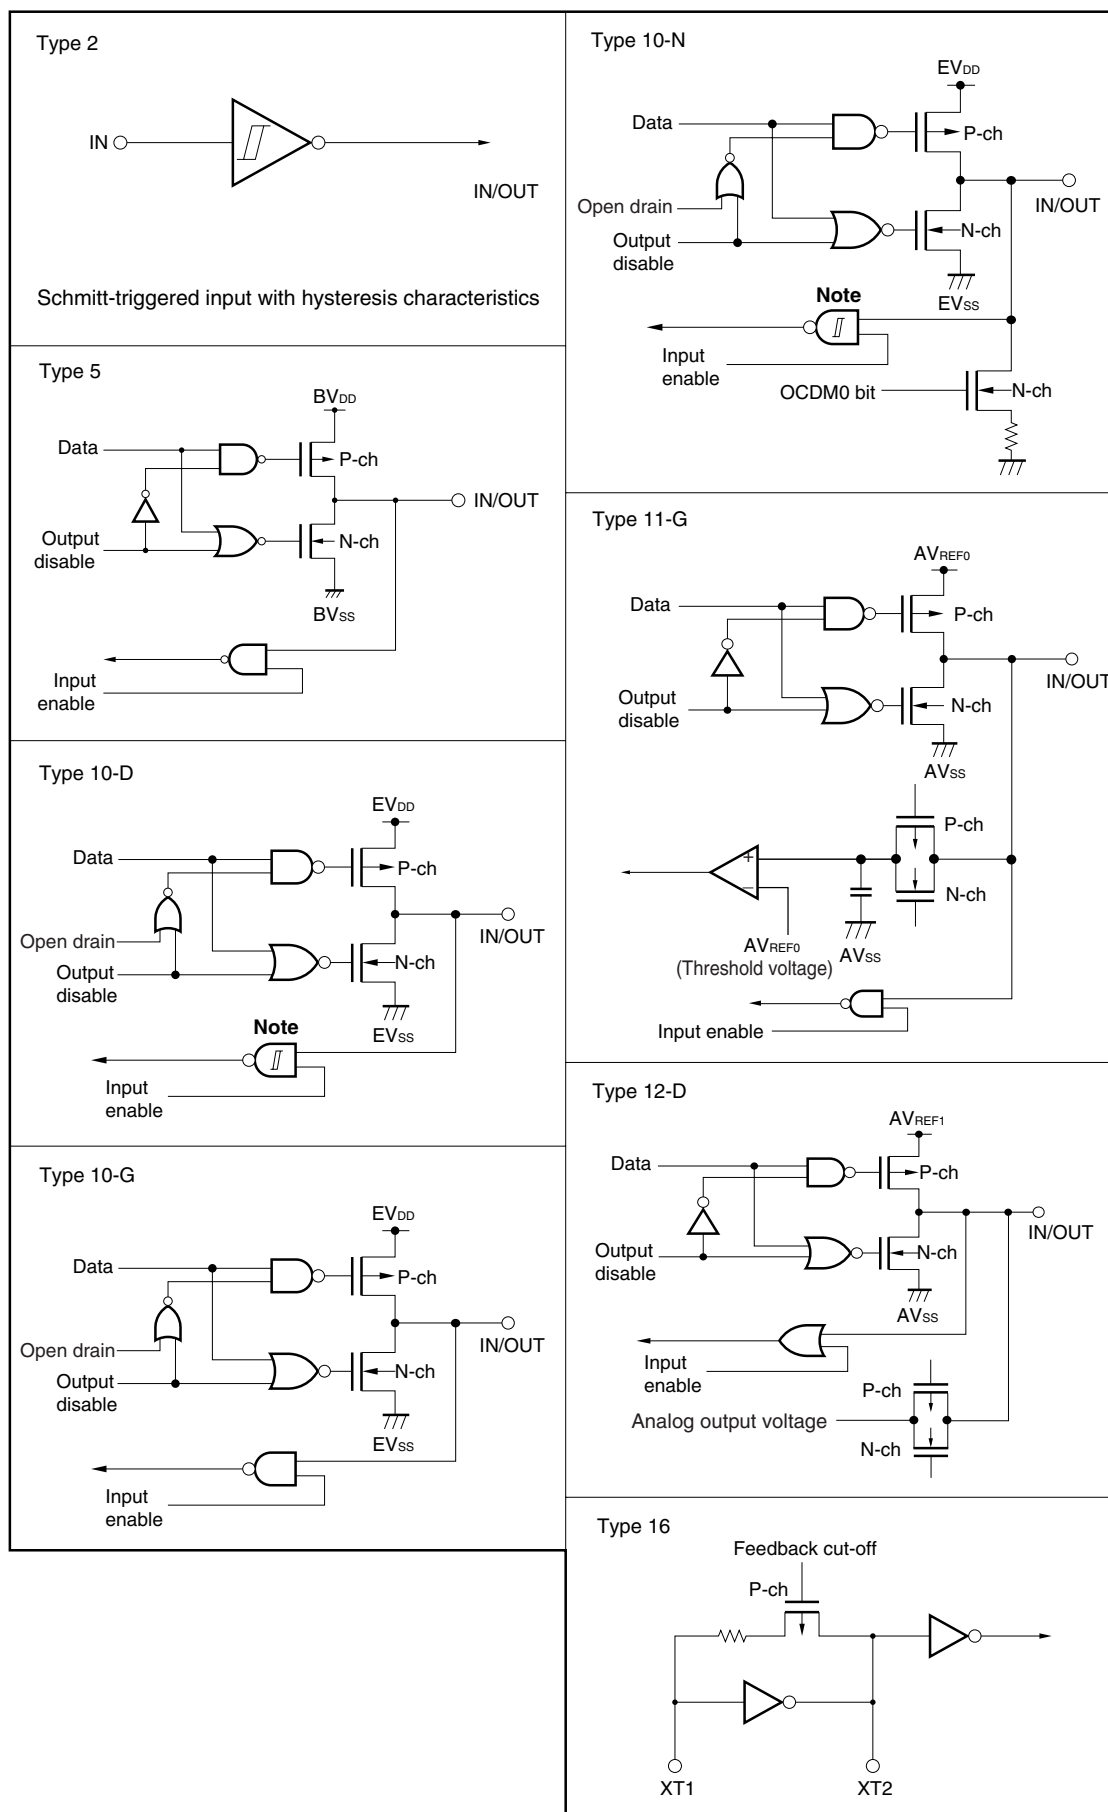 Type 2
IN
IN/OUT
Schmitt-triggered input with hysteresis characteristics
Type 5
BVDD
Data
P-ch
IN/OUT
Output
disable
N-ch
BVSS
Input
enable
Type 10-D
EVDD
Data
P-ch
IN/OUT
Open drain
Output
disable
N-ch
EVSS
Note
Input
enable
Type 10-G
EVDD
Data
P-ch
IN/OUT
Open drain
Output
disable
N-ch
EVSS
Input
enable
Type 10-N
EVDD
Data
P-ch
IN/OUT
Open drain
Output
disable
N-ch
EVSS
Note
Input
enable
OCDM0 bit
N-ch
Type 11-G
AVREF0
Data
P-ch
IN/OUT
Output
disable
N-ch
AVSS
P-ch
+
−
N-ch
AVREF0
(Threshold voltage)
AVSS
Input enable
Type 12-D
AVREF1
Data
P-ch
IN/OUT
Output
disable
N-ch
AVSS
Input
enable
P-ch
Analog output voltage
N-ch
Type 16
Feedback cut-off
P-ch
XT1
XT2